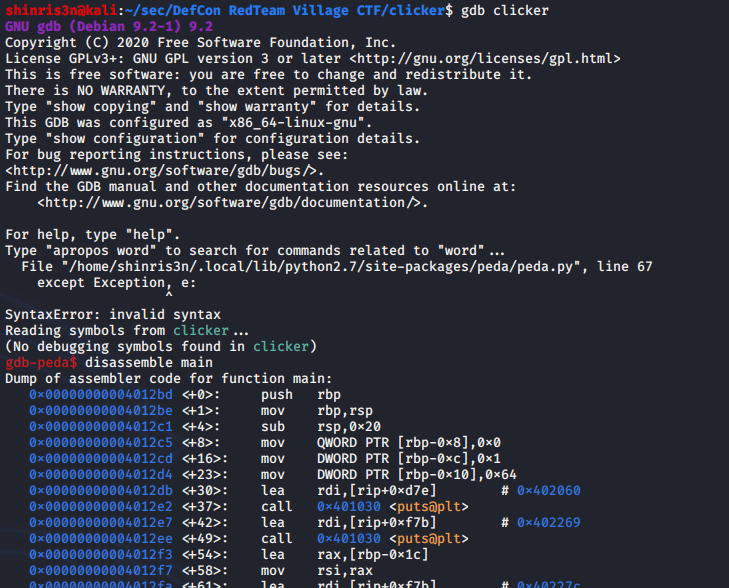 shinris3n@kali:~/sec/DefCon RedTeam Village CTF/clicker$ gdb clicker
GNU gdb (Debian 9.2-1) 9.2
Copyright (C) 2020 Free Software Foundation, Inc.
License GPLv3+: GNU GPL version 3 or later <http://gnu.org/licenses/gpl.html>
This is free software: you are free to change and redistribute it.
There is NO WARRANTY, to the extent permitted by law.
Type "show copying" and "show warranty" for details.
This GDB was configured as "x86_64-linux-gnu".
Type "show configuration" for configuration details.
For bug reporting instructions, please see:
<http://www.gnu.org/software/gdb/bugs/>.
Find the GDB manual and other documentation resources online at:
    <http://www.gnu.org/software/gdb/documentation/>.
For help, type "help".
Type "apropos word" to search for commands related to "word"...
  File "/home/shinris3n/.local/lib/python2.7/site-packages/peda/peda.py", line 67
    except Exception, e:
                    ^
SyntaxError: invalid syntax
Reading symbols from clicker...
(No debugging symbols found in clicker)
gdb-peda$ disassemble main
Dump of assembler code for function main:
   0x00000000004012bd <+0>:     push   rbp
   0x00000000004012be <+1>:     mov    rbp,rsp
   0x00000000004012c1 <+4>:     sub    rsp,0x20
   0x00000000004012c5 <+8>:     mov    QWORD PTR [rbp-0x8],0x0
   0x00000000004012cd <+16>:    mov    DWORD PTR [rbp-0xc],0x1
   0x00000000004012d4 <+23>:    mov    DWORD PTR [rbp-0x10],0x64
   0x00000000004012db <+30>:    lea    rdi,[rip+0xd7e]        # 0x402060
   0x00000000004012e2 <+37>:    call   0x401030 <puts@plt>
   0x00000000004012e7 <+42>:    lea    rdi,[rip+0xf7b]        # 0x402269
   0x00000000004012ee <+49>:    call   0x401030 <puts@plt>
   0x00000000004012f3 <+54>:    lea    rax,[rbp-0x1c]
   0x00000000004012f7 <+58>:    mov    rsi,rax
   0x00000000004012fa <+61>:    lea    rdi,[rip+0xf7b]        # 0x40227c